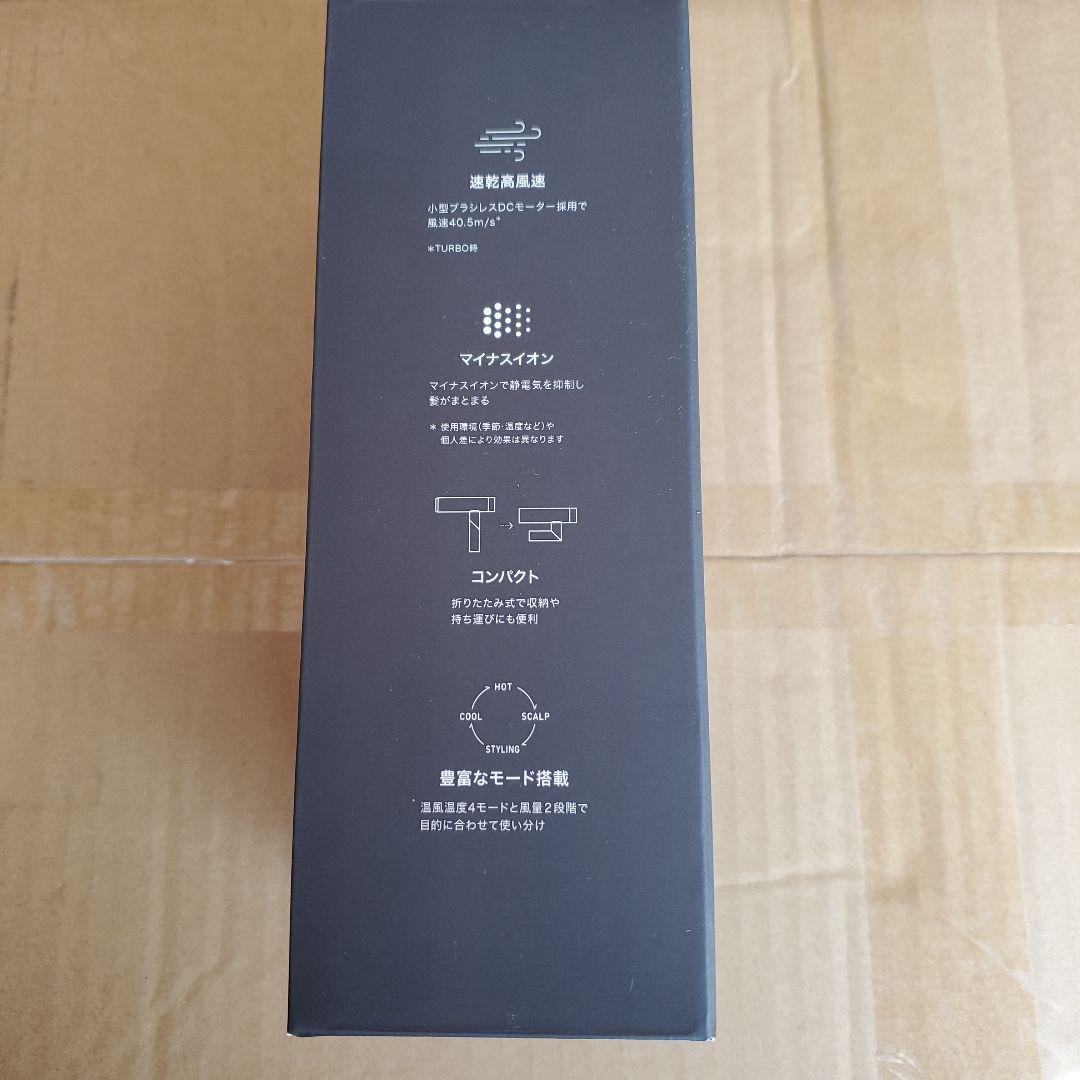 速乾高風速
小型ブラシレスDCモーター採用で
風速40.5m/s*
*TURBO時
マイナスイオン
マイナスイオンで静電気を抑制し
髪がまとまる
* 使用環境(季節・温度など)や
個人差により効果は異なります
コンパクト
折りたたみ式で収納や
持ち運びにも便利
HOT
COOL SCALP
STYLING
豊富なモード搭載
温風温度4モードと風量2段階で
目的に合わせて使い分け